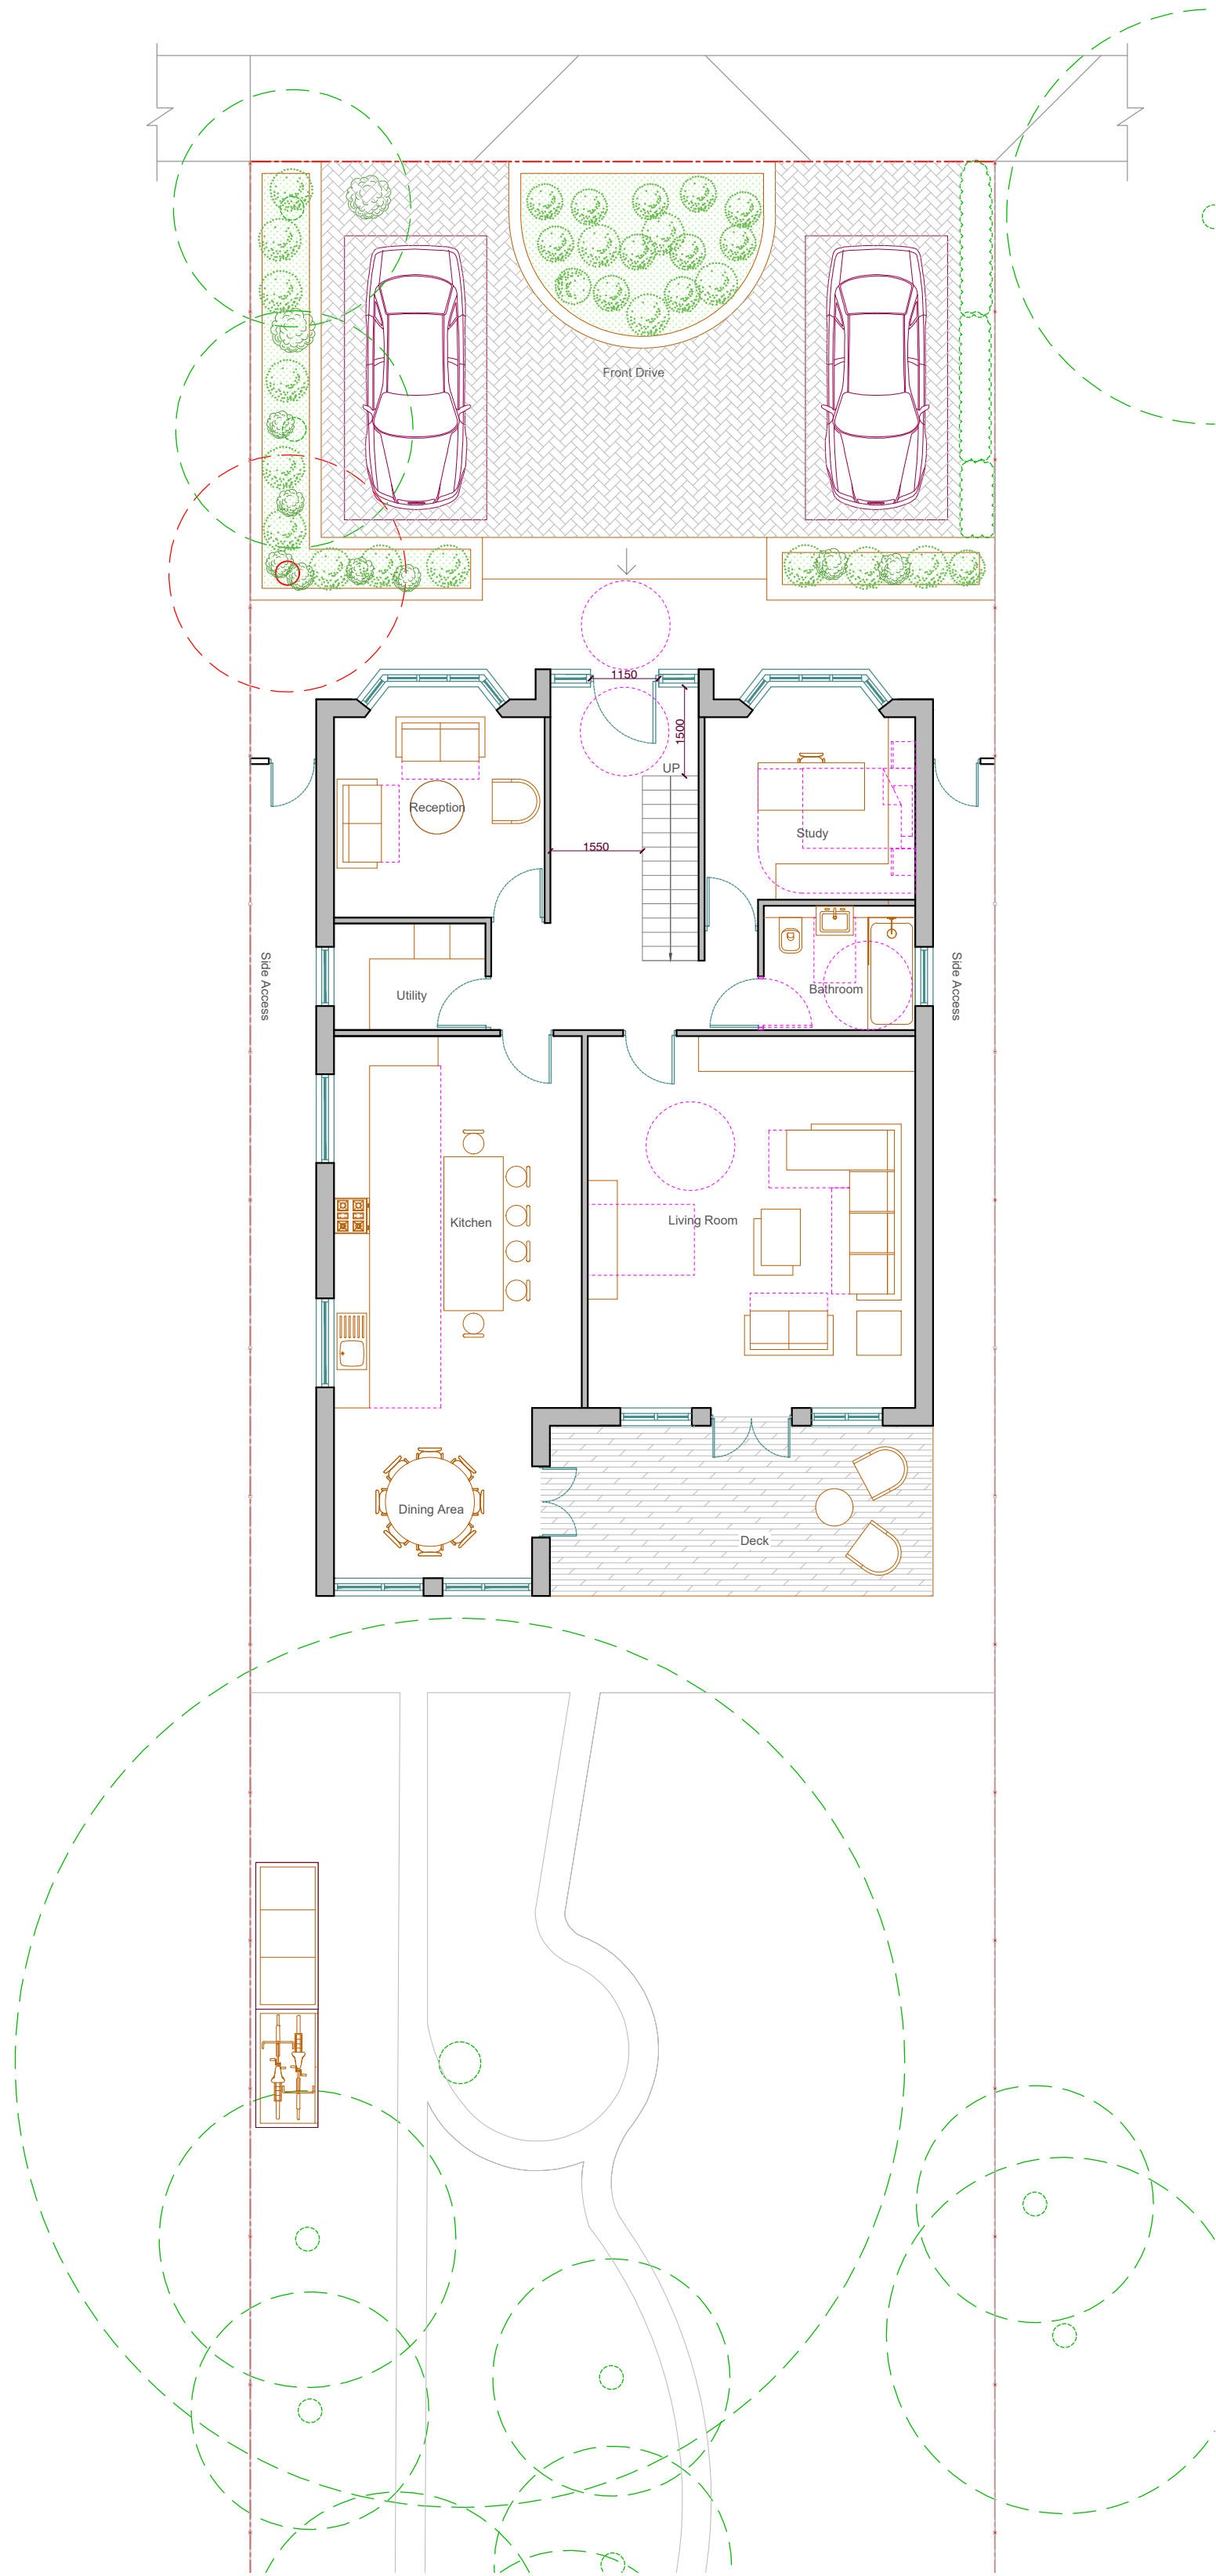 Front Drive
1150
1500
UP
Reception
Study
1550
Side Access
Side Access
Bathroom
Utility
Living Room
Kitchen
Dining Area
Deck